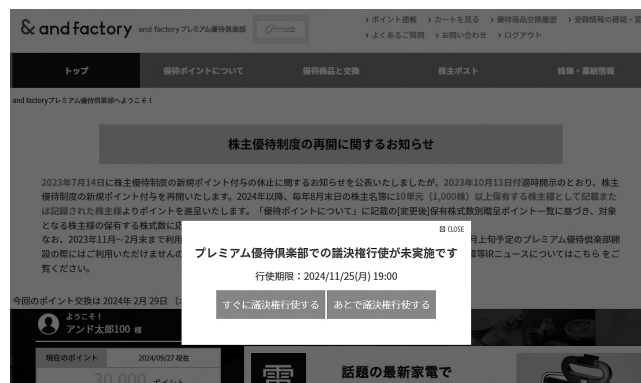 & and factory and factoryプレミアム優待倶楽部
> ポイント通帳 > カートを見る > 優待商品交換履歴 > 登録情報の確認・変
> よくあるご質問 > お問い合わせ > ログアウト
トップ 優待ポイントについて 優待商品と交換 株主ポスト 株価・業績情報
and factoryプレミアム優待倶楽部へようこそ！
株主優待制度の再開に関するお知らせ
2023年7月14日に株主優待制度の新規ポイント付与の休止に関するお知らせを公表いたしましたが、2023年10月13日付適時開示のとおり、株主
優待制度の新規ポイント付与を再開いたします。2024年以降、毎年8月末日の株主名簿に10単元（1,000株）以上保有する株主様として記載また
は記録された株主様よりポイントを進呈いたします。「優待ポイントについて」に記載の[変更後]保有株式数別贈呈ポイント一覧に基づき、対象
となる株主様の保有する株式数に応
なお、2023年11月～2月末まで利用 月上旬予定のプレミアム優待倶楽部開
設の際にはご利用いただけませんの 等IRニュースについてはこちらをご
覧ください。
CLOSE
プレミアム優待倶楽部での議決権行使が未実施です
行使期限：2024/11/25(月) 19:00
すぐに議決権行使する あとで議決権行使する
今回のポイント交換は 2024年 2月 29日
ようこそ！
アンド太郎100 様
現在のポイント 2024/09/27 現在
30,000 ポイント
話題の最新家電で